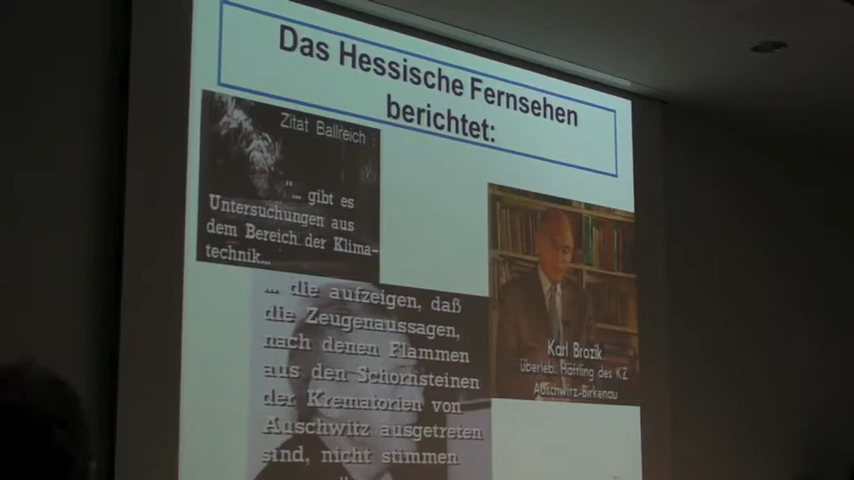 Das Hessische Fernsehen
berichtet:
Zitat Ballreich
"... gibt es
Untersuchungen aus
dem Bereich der Klima-
technik...
... die aufzeigen, daß
die Zeugenaussagen,
nach denen Flammen
aus den Schornsteinen
der Krematorien von
Auschwitz ausgetreten
sind, nicht stimmen
Karl Brozik
überleb. Häftling des KZ
Auschwitz-Birkenau